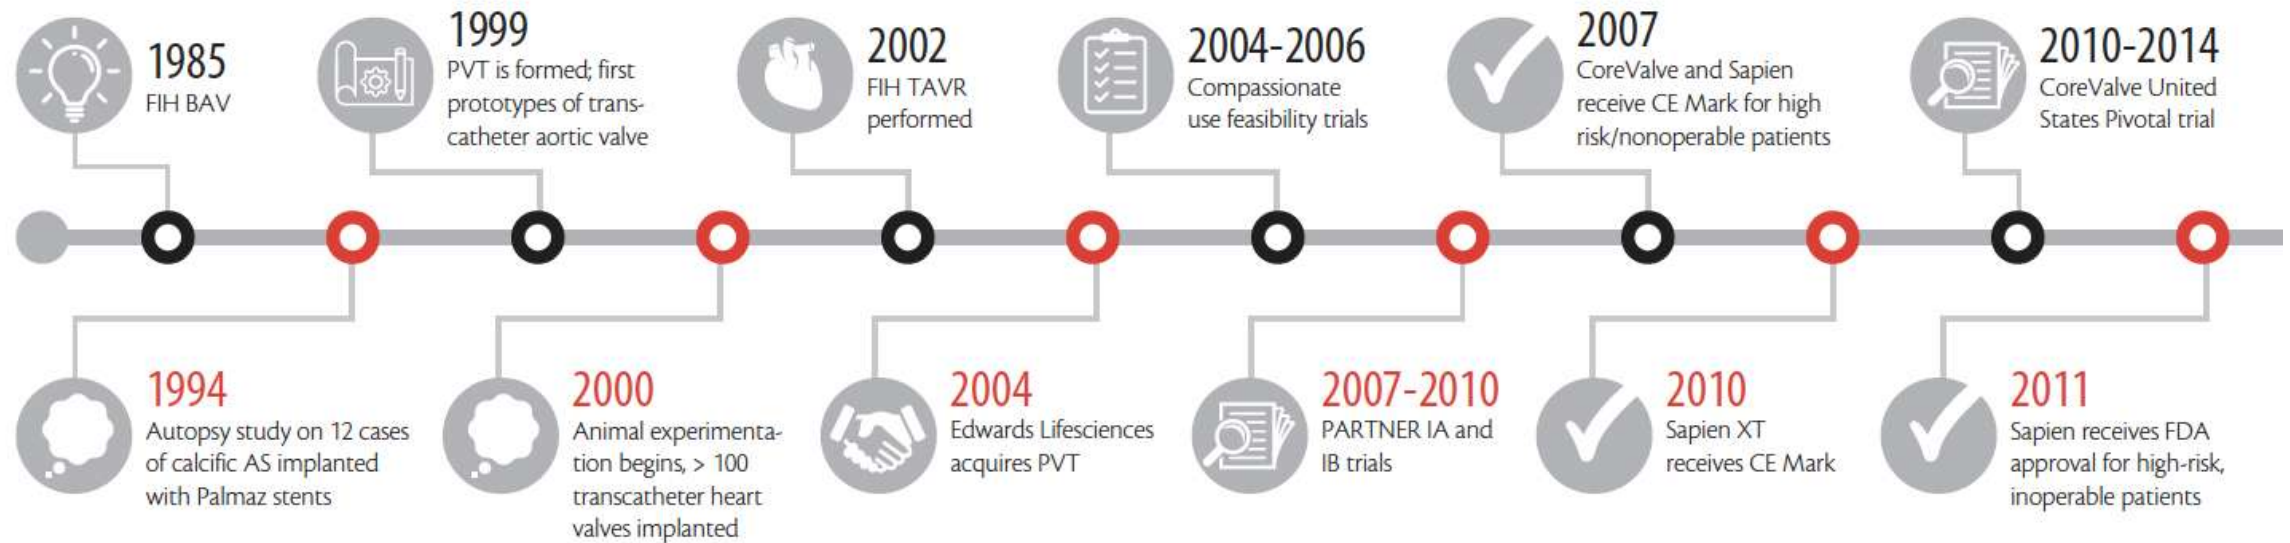 1985
FIH BAV
1999
PVT is formed; first
prototypes of trans-
catheter aortic valve
2002
FIH TAVR
performed
2004-2006
Compassionate
use feasibility trials
2007
CoreValve and Sapien
receive CE Mark for high
risk/nonoperable patients
2010-2014
CoreValve United
States Pivotal trial
1994
Autopsy study on 12 cases
of calcific AS implanted
with Palmaz stents
2000
Animal experimenta-
tion begins, > 100
transcatheter heart
valves implanted
2004
Edwards Lifesciences
acquires PVT
2007-2010
PARTNER IA and
IB trials
2010
Sapien XT
receives CE Mark
2011
Sapien receives FDA
approval for high-risk,
inoperable patients